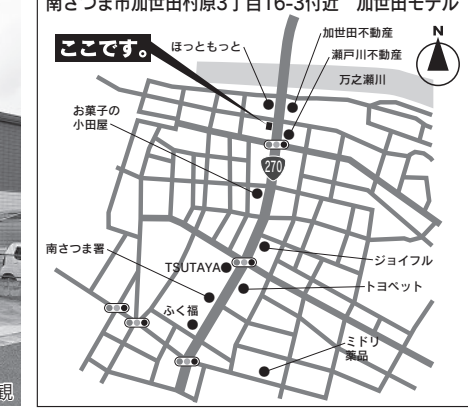 南さつま市加世田村原3丁目16-3付近 加世田モデル
ここです。
ほっともっと
加世田不動産
瀬戸川不動産
N
万之瀬川
お菓子の
小田屋
270
南さつま署
TSUTAYA
ジョイフル
トヨペット
ふく福
ミドリ
薬品
観